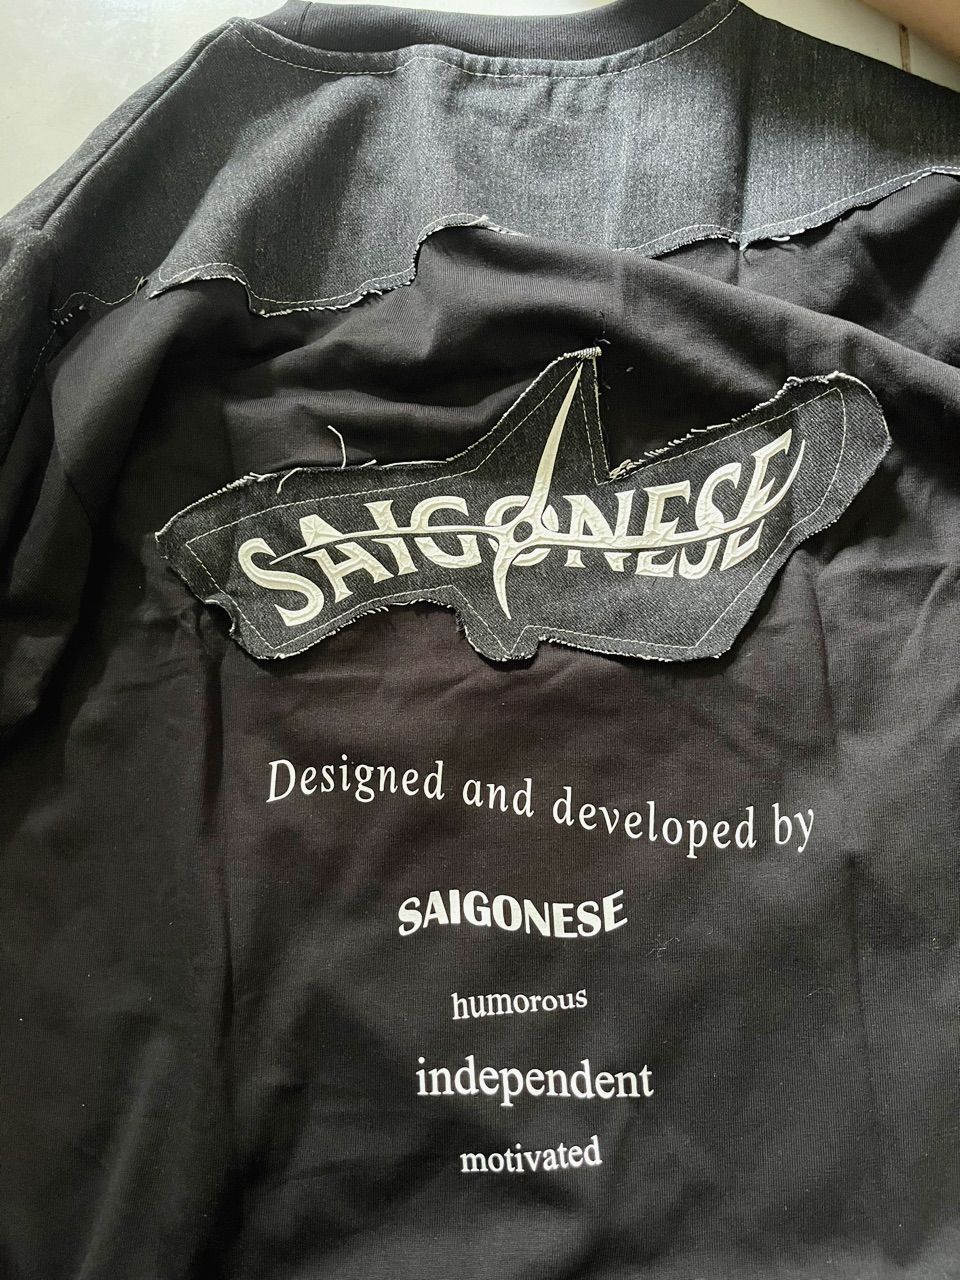 SAIGONESE
Designed and developed by
SAIGONESE
humorous
independent
motivated